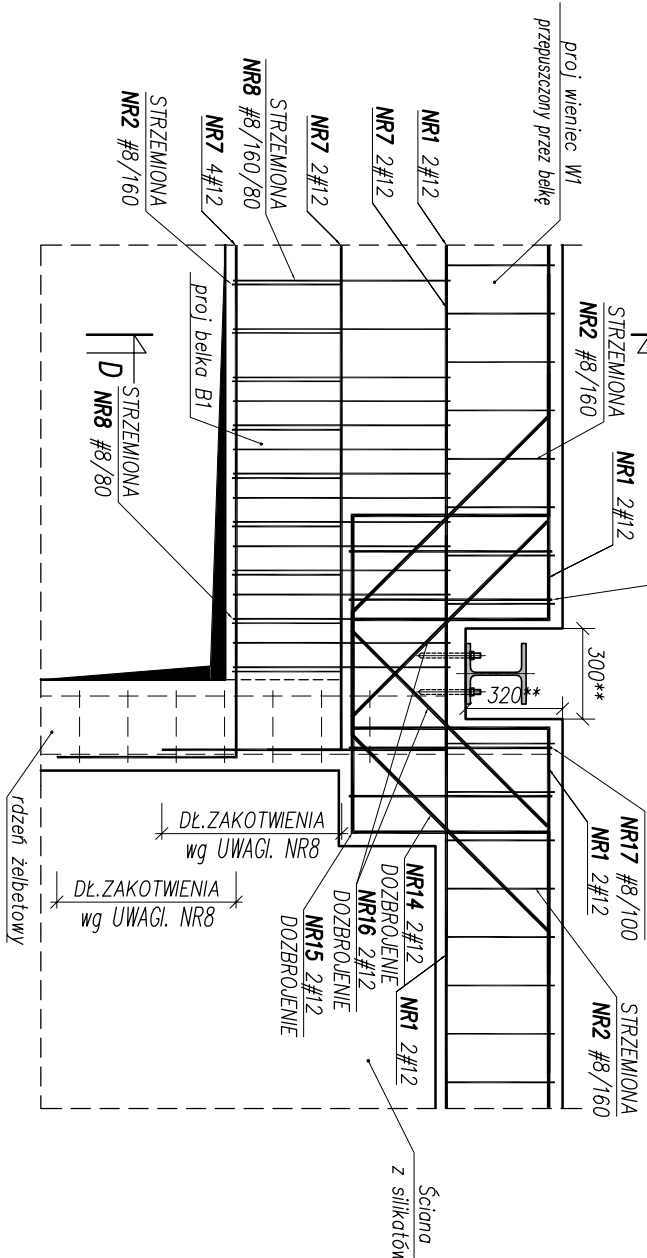 proj wieniec W1
przepuszczony przez belkę
NR1 2#12
NR7 2#12
NR7 2#12
STRZEMIONA
NR8 #8/160/80
NR7 4#12
STRZEMIONA
NR2 #8/160
proj belka B1
D
STRZEMIONA
NR8 #8/80
STRZEMIONA
NR2 #8/160
NR1 2#12
300**
320**
NR17 #8/100
NR1 2#12
STRZEMIONA
NR2 #8/160
NR14 2#12
DOZBROJENIE
NR16 2#12
DOZBROJENIE
NR15 2#12
DOZBROJENIE
NR1 2#12
DŁ.ZAKOTWIENIA
wg UWAGI. NR8
DŁ.ZAKOTWIENIA
wg UWAGI. NR8
rdzeń żelbetowy
Ściana
z silikatów